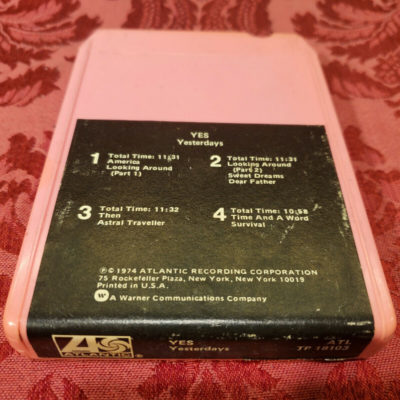 YES
Yesterdays
1 Total Time: 11:31
America
Looking Around
(Part 1)
2 Total Time: 11:31
Looking Around
(Part 2)
Sweet Dreams
Dear Father
3 Total Time: 11:32
Then
Astral Traveller
4 Total Time: 10:58
Time And A Word
Survival
Ⓟ© 1974 ATLANTIC RECORDING CORPORATION
75 Rockefeller Plaza, New York, New York 10019
Printed in U.S.A.
A Warner Communications Company
ATLANTIC®
YES
Yesterdays
ATL
TP 18103